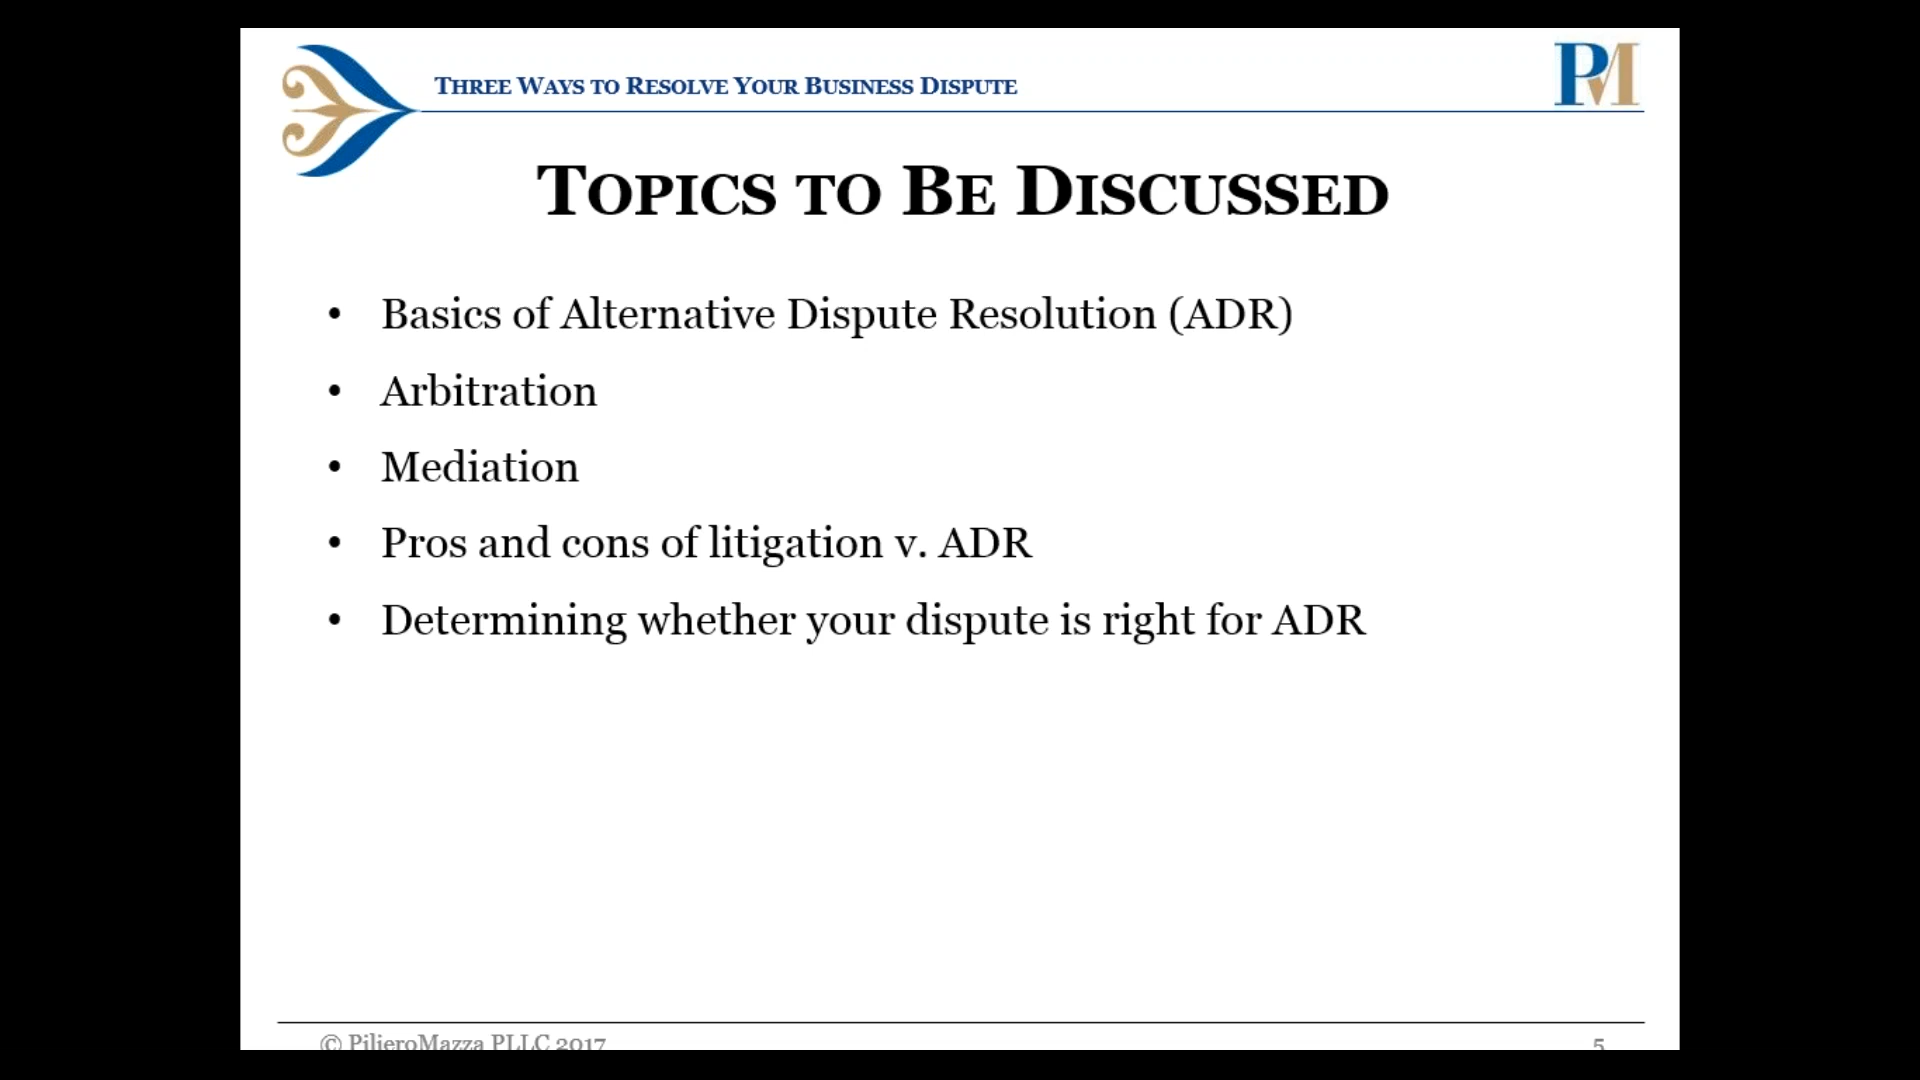 THREE WAYS TO RESOLVE YOUR BUSINESS DISPUTE
PM
TOPICS TO BE DISCUSSED
• Basics of Alternative Dispute Resolution (ADR)
• Arbitration
• Mediation
• Pros and cons of litigation v. ADR
• Determining whether your dispute is right for ADR
© PilieroMazza PLLC 2017
5